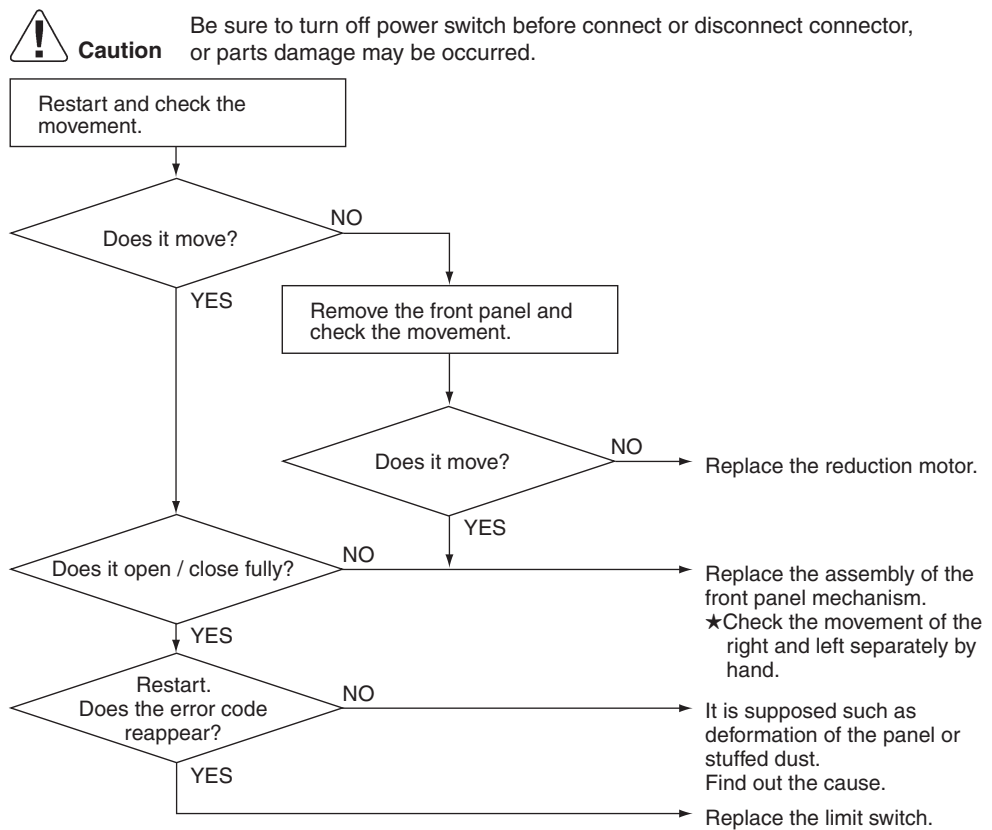 Be sure to turn off power switch before connect or disconnect connector,
Caution or parts damage may be occurred.
Restart and check the
movement.
Does it move?
NO
YES
Remove the front panel and
check the movement.
Does it move?
NO
Replace the reduction motor.
YES
Does it open / close fully?
NO
Replace the assembly of the
front panel mechanism.
★Check the movement of the
right and left separately by
hand.
YES
Restart.
Does the error code
reappear?
NO
It is supposed such as
deformation of the panel or
stuffed dust.
Find out the cause.
YES
Replace the limit switch.